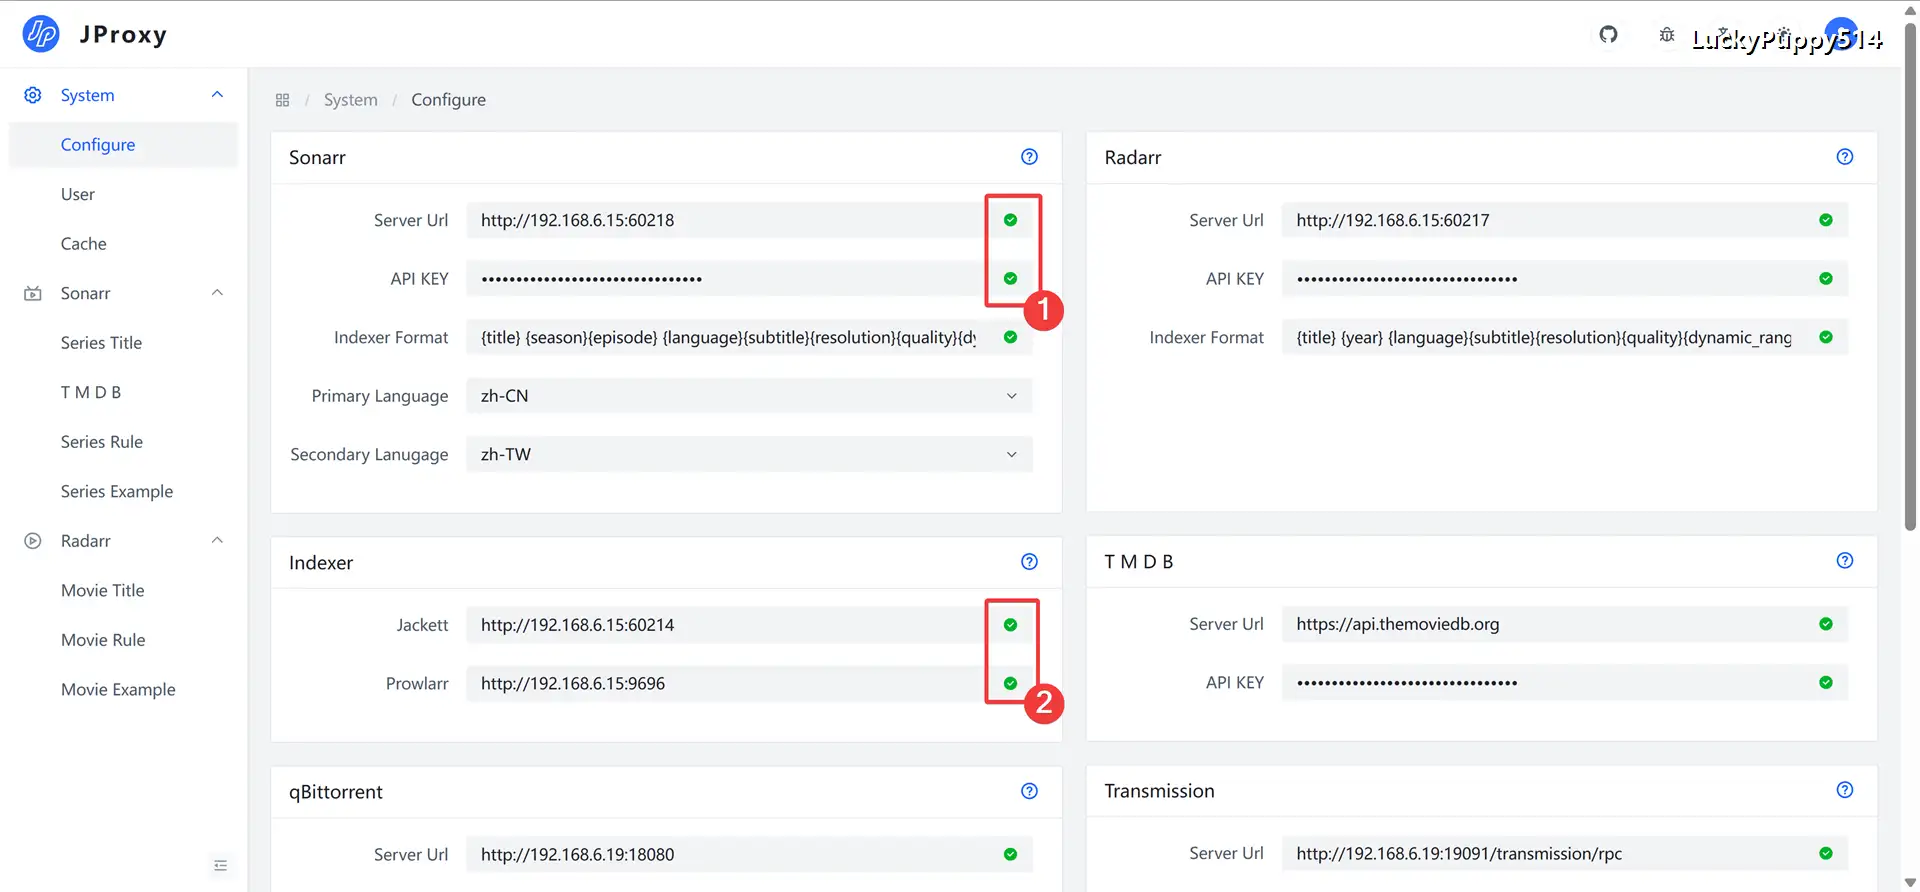 JProxy
LuckyPuppy514
System
Configure
User
Cache
Sonarr
Series Title
T M D B
Series Rule
Series Example
Radarr
Movie Title
Movie Rule
Movie Example
/ System / Configure
Sonarr
Server Url http://192.168.6.15:60218
API KEY ••••••••••••••••••••••••••••••••
1
Indexer Format {title} {season}{episode} {language}{subtitle}{resolution}{quality}{dy
Primary Language zh-CN
Secondary Lanugage zh-TW
Radarr
Server Url http://192.168.6.15:60217
API KEY ••••••••••••••••••••••••••••••••
Indexer Format {title} {year} {language}{subtitle}{resolution}{quality}{dynamic_rang
Indexer
Jackett http://192.168.6.15:60214
Prowlarr http://192.168.6.15:9696
2
T M D B
Server Url https://api.themoviedb.org
API KEY ••••••••••••••••••••••••••••••••
qBittorrent
Server Url http://192.168.6.19:18080
Transmission
Server Url http://192.168.6.19:19091/transmission/rpc